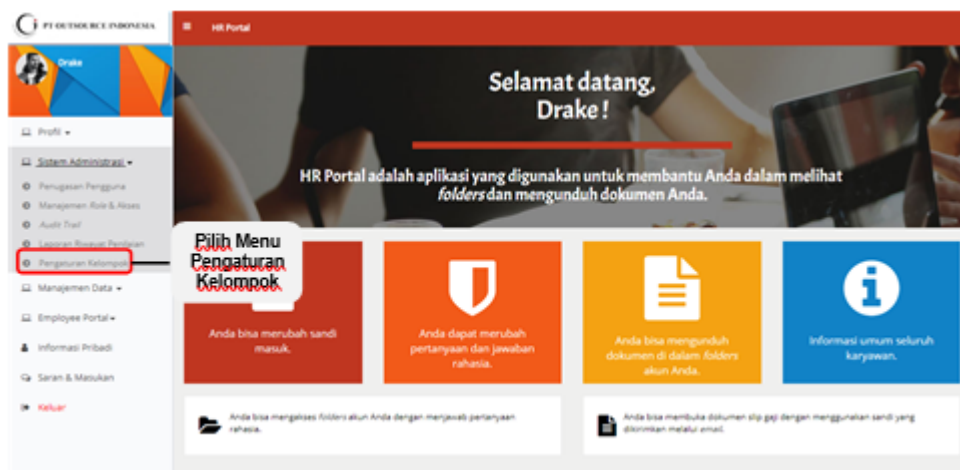 PT OUTSOURCE INDONESIA
HR Portal
Drake
Selamat datang,
Drake !
HR Portal adalah aplikasi yang digunakan untuk membantu Anda dalam melihat
folders dan mengunduh dokumen Anda.
Profil
Sistem Administrasi
Penugasan Pengguna
Manajemen Role & Akses
Audit Trail
Laporan Riwayat Penilaian
Pengaturan Kelompok
Manajemen Data
Employee Portal
Informasi Pribadi
Saran & Masukan
Keluar
Pilih Menu
Pengaturan
Kelompok
Anda bisa merubah sandi
masuk.
Anda dapat merubah
pertanyaan dan jawaban
rahasia.
Anda bisa mengunduh
dokumen di dalam folders
akun Anda.
Informasi umum seluruh
karyawan.
Anda bisa mengakses folders akun Anda dengan menjawab pertanyaan
rahasia.
Anda bisa membuka dokumen slip gaji dengan menggunakan sandi yang
dikirimkan melalui email.